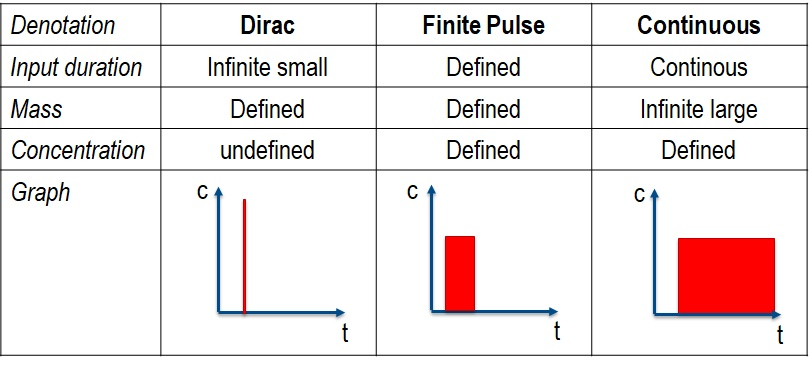 Denotation Dirac Finite Pulse Continuous
Input duration Infinite small Defined Continous
Mass Defined Defined Infinite large
Concentration undefined Defined Defined
Graph c c c
t t t